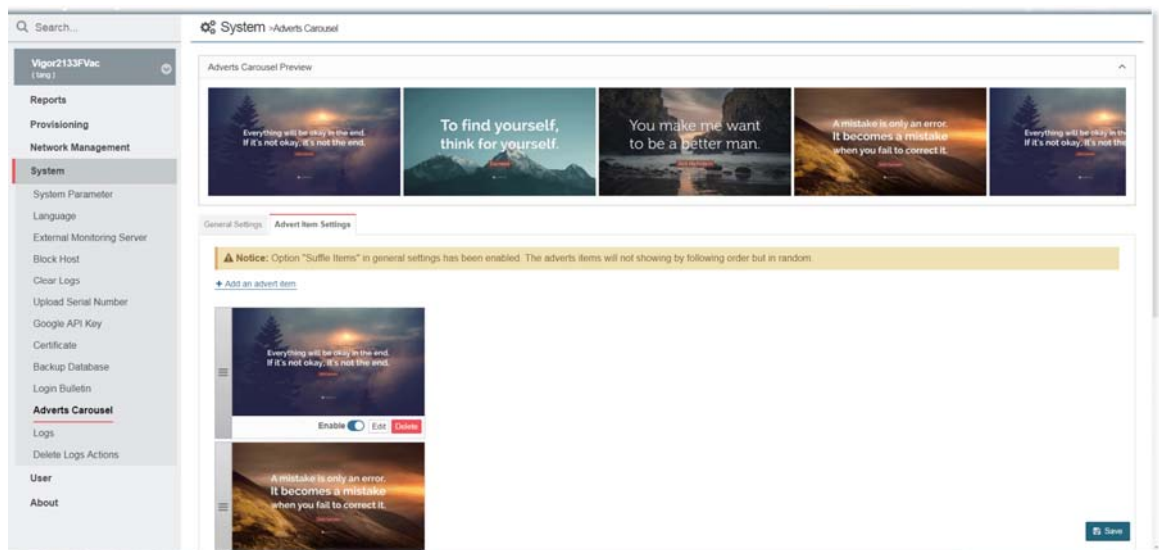 Search...
System >Adverts Carousel
Vigor2133FVac
( tang )
Reports
Provisioning
Network Management
System
System Parameter
Language
External Monitoring Server
Block Host
Clear Logs
Upload Serial Number
Google API Key
Certificate
Backup Database
Login Bulletin
Adverts Carousel
Logs
Delete Logs Actions
User
About
Adverts Carousel Preview
Everything will be okay in the end.
If it's not okay, it's not the end.
To find yourself,
think for yourself.
You make me want
to be a better man.
A mistake is only an error.
It becomes a mistake
when you fail to correct it.
Everything will be okay in the
If it's not okay, it's not the
General Settings
Advert Item Settings
Notice: Option "Suffle Items" in general settings has been enabled. The adverts items will not showing by following order but in random.
+ Add an advert item
Everything will be okay in the end.
If it's not okay, it's not the end.
Enable Edit Delete
A mistake is only an error.
It becomes a mistake
when you fail to correct it.
Save